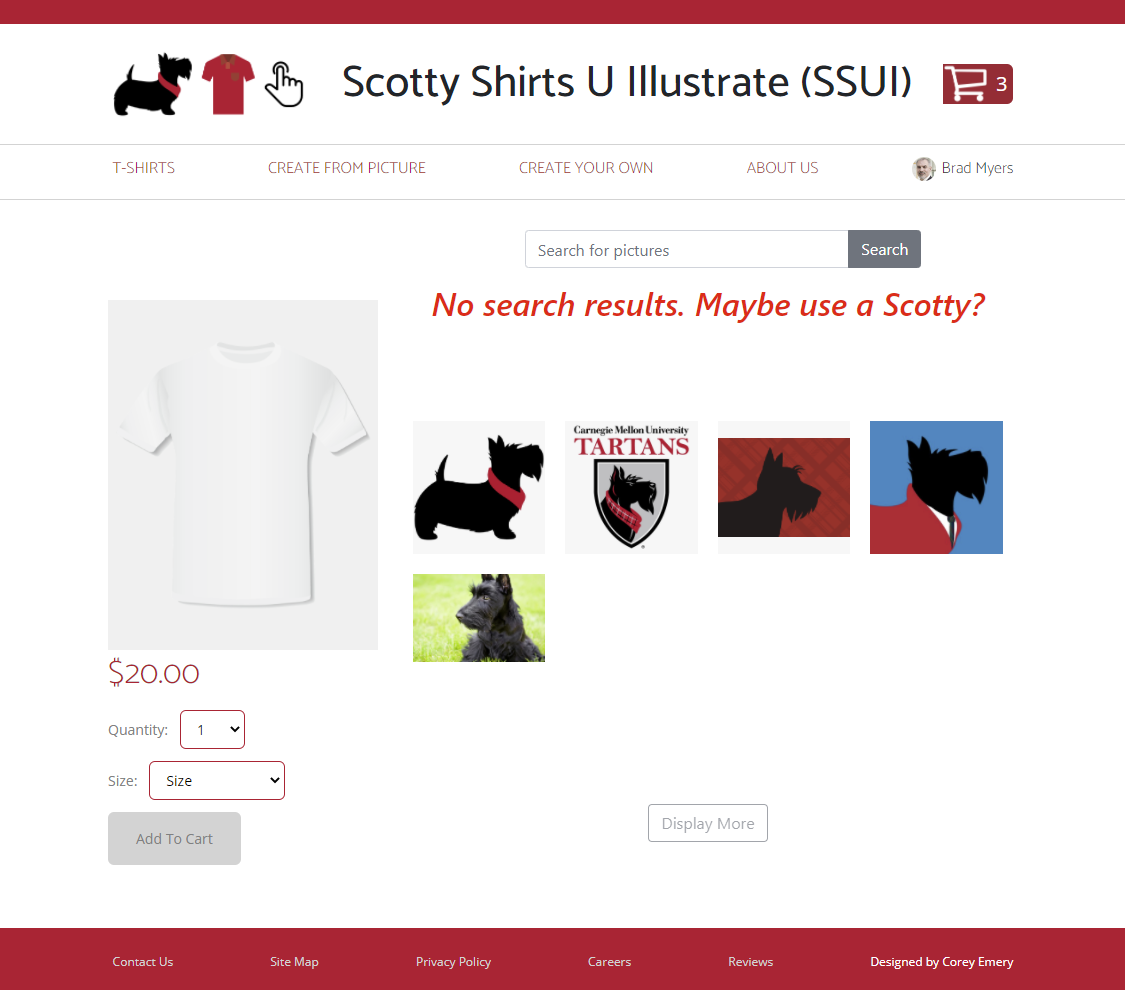 Scotty Shirts U Illustrate (SSUI)
3
T-SHIRTS
CREATE FROM PICTURE
CREATE YOUR OWN
ABOUT US
Brad Myers
Search for pictures
Search
No search results. Maybe use a Scotty?
Carnegie Mellon University
TARTANS
$20.00
Quantity: 1
Size: Size
Add To Cart
Display More
Contact Us
Site Map
Privacy Policy
Careers
Reviews
Designed by Corey Emery